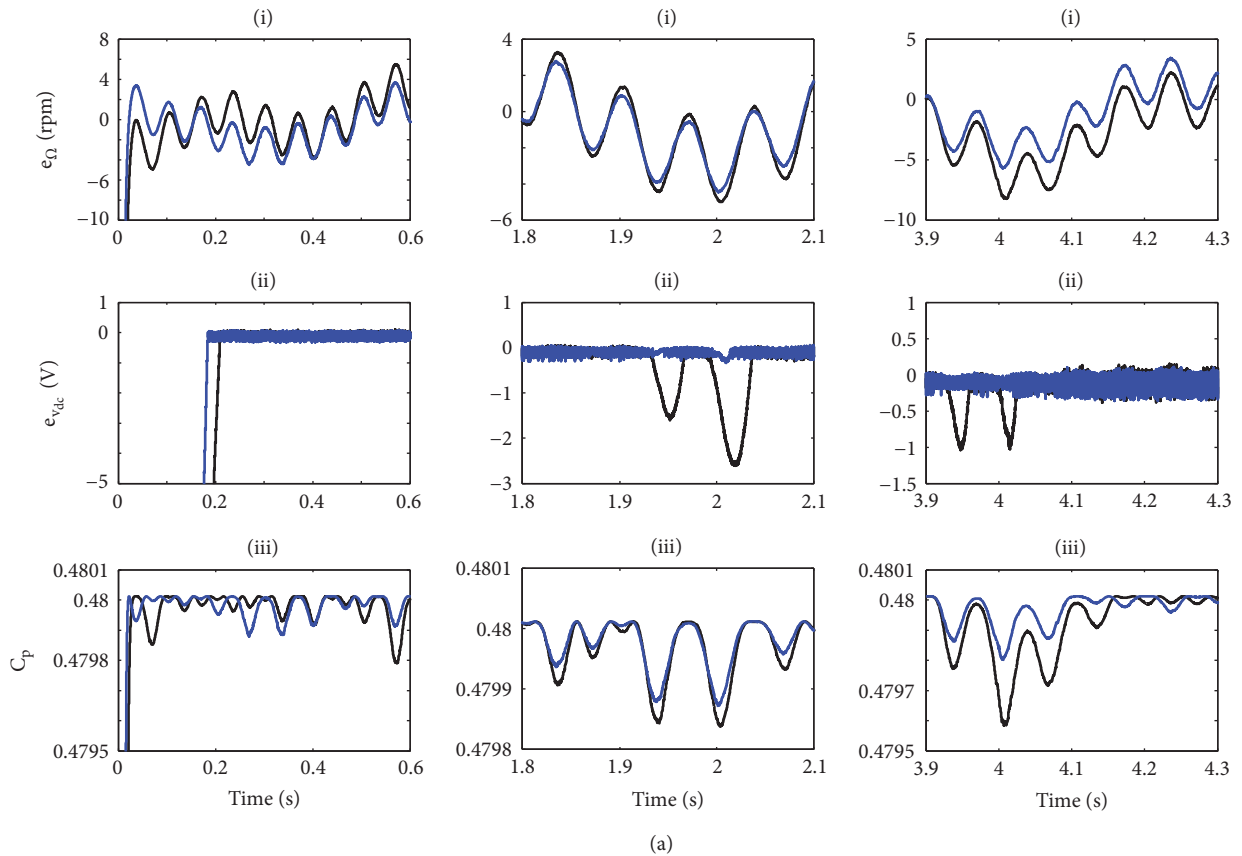 (i) (i) (i)
8 4 5
4
0 0 0
−5
−6
−10 −6 −10
0 0.2 0.4 0.6 1.8 1.9 2 2.1 3.9 4 4.1 4.2 4.3
e_Ω (rpm)
(ii) (ii) (ii)
1 1 1
0.5
0 0 0
−1 −0.5
−2 −1
−5 −3 −1.5
0 0.2 0.4 0.6 1.8 1.9 2 2.1 3.9 4 4.1 4.2 4.3
e_{v_{dc}} (V)
(iii) (iii) (iii)
0.4801 0.4801 0.4801
0.48 0.48 0.48
0.4798 0.4799 0.4797
0.4795 0.4798 0.4795
0 0.2 0.4 0.6 1.8 1.9 2 2.1 3.9 4 4.1 4.2 4.3
C_p
Time (s) Time (s) Time (s)
(a)